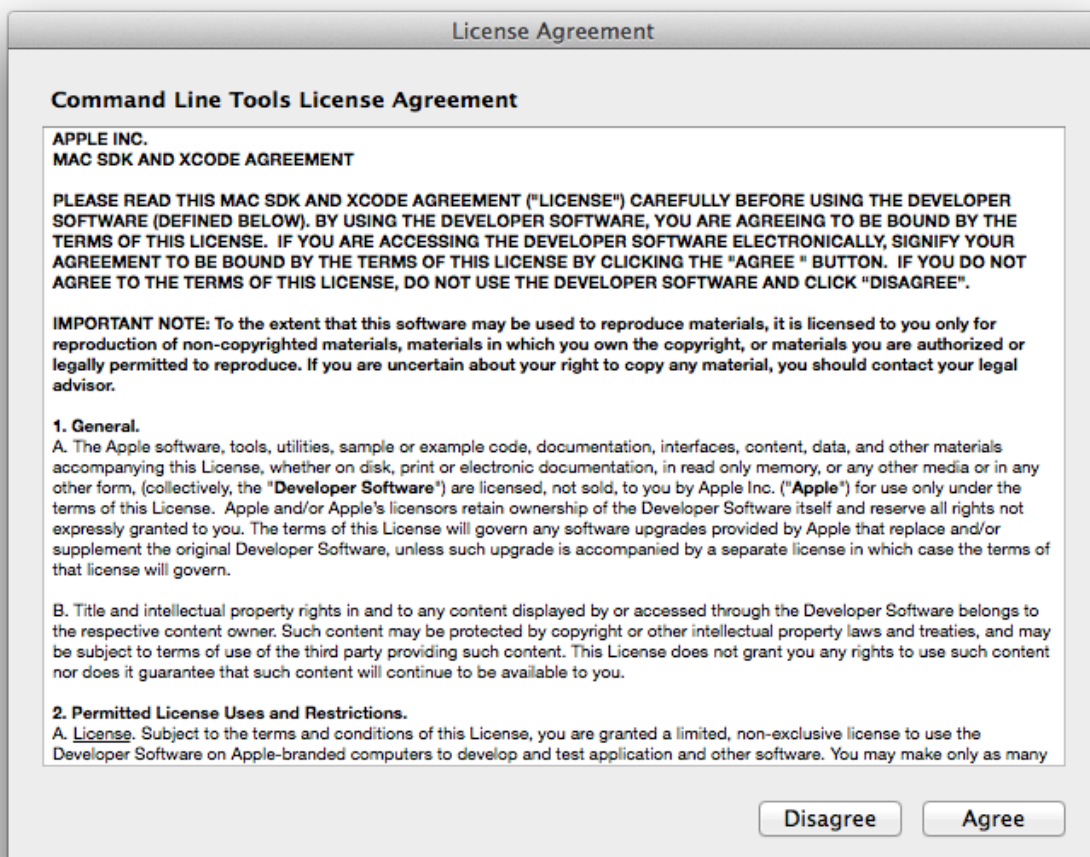 License Agreement
Command Line Tools License Agreement
APPLE INC.
MAC SDK AND XCODE AGREEMENT
PLEASE READ THIS MAC SDK AND XCODE AGREEMENT ("LICENSE") CAREFULLY BEFORE USING THE DEVELOPER
SOFTWARE (DEFINED BELOW). BY USING THE DEVELOPER SOFTWARE, YOU ARE AGREEING TO BE BOUND BY THE
TERMS OF THIS LICENSE.  IF YOU ARE ACCESSING THE DEVELOPER SOFTWARE ELECTRONICALLY, SIGNIFY YOUR
AGREEMENT TO BE BOUND BY THE TERMS OF THIS LICENSE BY CLICKING THE "AGREE " BUTTON.  IF YOU DO NOT
AGREE TO THE TERMS OF THIS LICENSE, DO NOT USE THE DEVELOPER SOFTWARE AND CLICK “DISAGREE”.
IMPORTANT NOTE: To the extent that this software may be used to reproduce materials, it is licensed to you only for
reproduction of non-copyrighted materials, materials in which you own the copyright, or materials you are authorized or
legally permitted to reproduce. If you are uncertain about your right to copy any material, you should contact your legal
advisor.
1. General.
A. The Apple software, tools, utilities, sample or example code, documentation, interfaces, content, data, and other materials
accompanying this License, whether on disk, print or electronic documentation, in read only memory, or any other media or in any
other form, (collectively, the "Developer Software") are licensed, not sold, to you by Apple Inc. ("Apple") for use only under the
terms of this License.  Apple and/or Apple's licensors retain ownership of the Developer Software itself and reserve all rights not
expressly granted to you. The terms of this License will govern any software upgrades provided by Apple that replace and/or
supplement the original Developer Software, unless such upgrade is accompanied by a separate license in which case the terms of
that license will govern.
B. Title and intellectual property rights in and to any content displayed by or accessed through the Developer Software belongs to
the respective content owner. Such content may be protected by copyright or other intellectual property laws and treaties, and may
be subject to terms of use of the third party providing such content. This License does not grant you any rights to use such content
nor does it guarantee that such content will continue to be available to you.
2. Permitted License Uses and Restrictions.
A. License. Subject to the terms and conditions of this License, you are granted a limited, non-exclusive license to use the
Developer Software on Apple-branded computers to develop and test application and other software. You may make only as many
Disagree
Agree